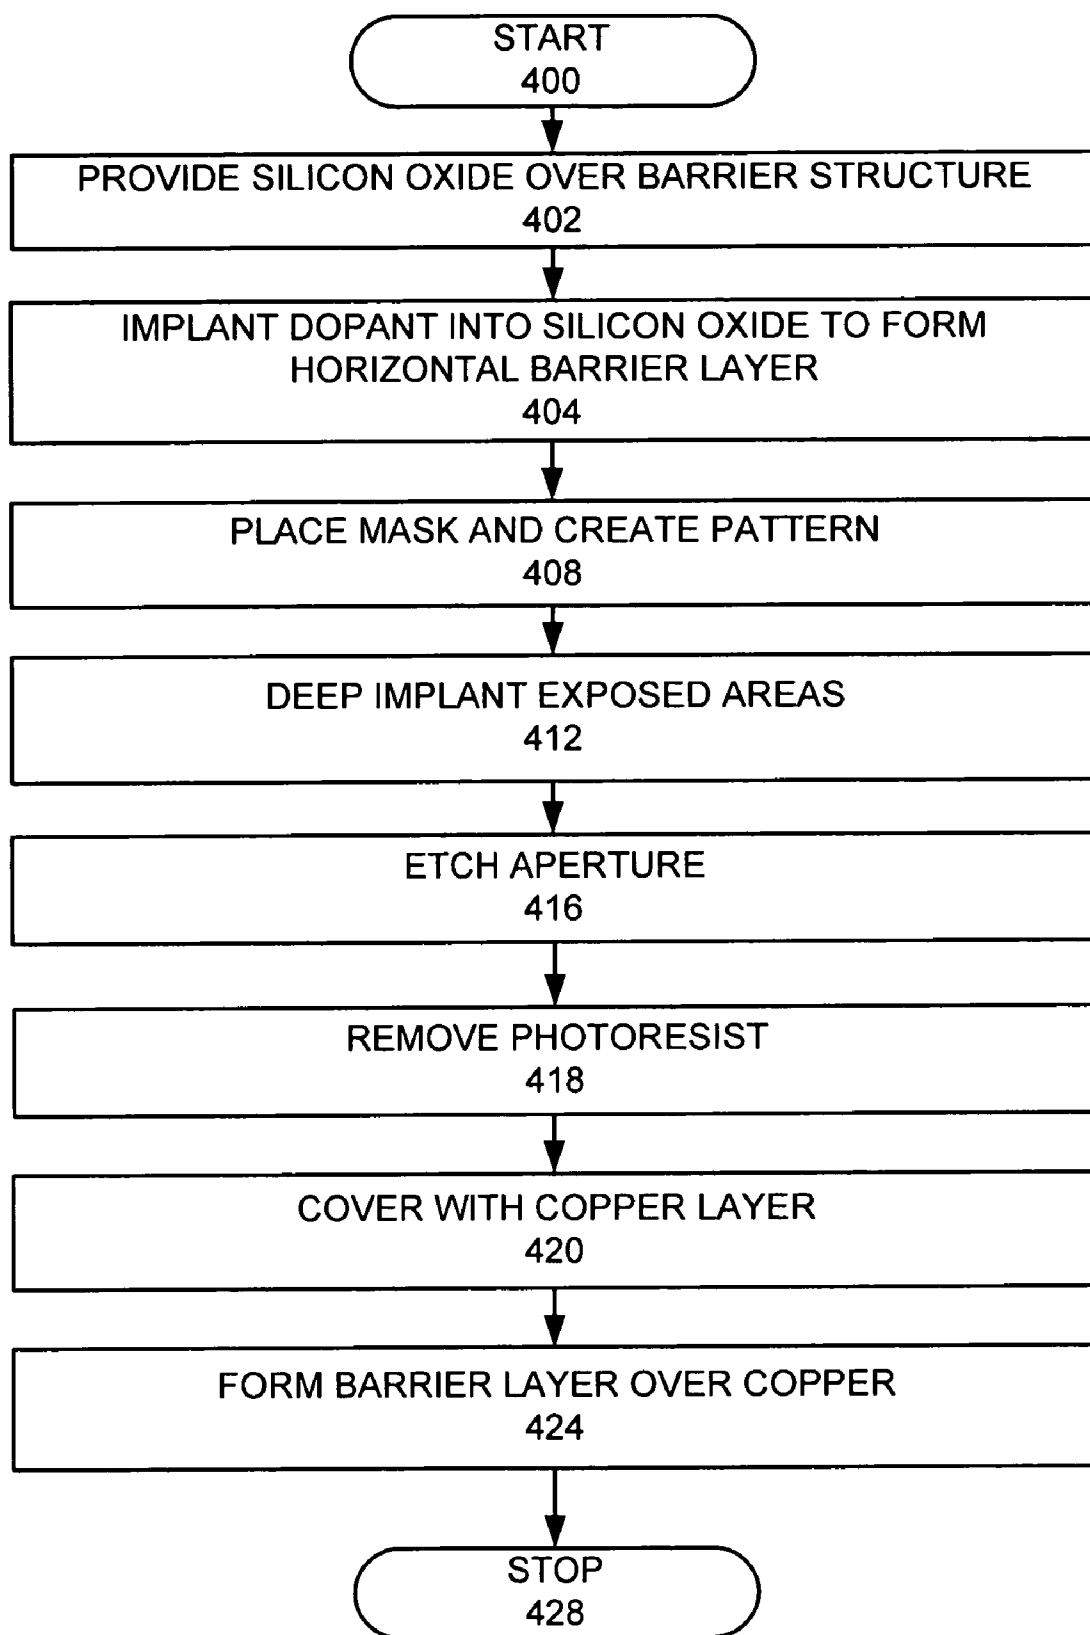 START
400
PROVIDE SILICON OXIDE OVER BARRIER STRUCTURE
402
IMPLANT DOPANT INTO SILICON OXIDE TO FORM
HORIZONTAL BARRIER LAYER
404
PLACE MASK AND CREATE PATTERN
408
DEEP IMPLANT EXPOSED AREAS
412
ETCH APERTURE
416
REMOVE PHOTORESIST
418
COVER WITH COPPER LAYER
420
FORM BARRIER LAYER OVER COPPER
424
STOP
428